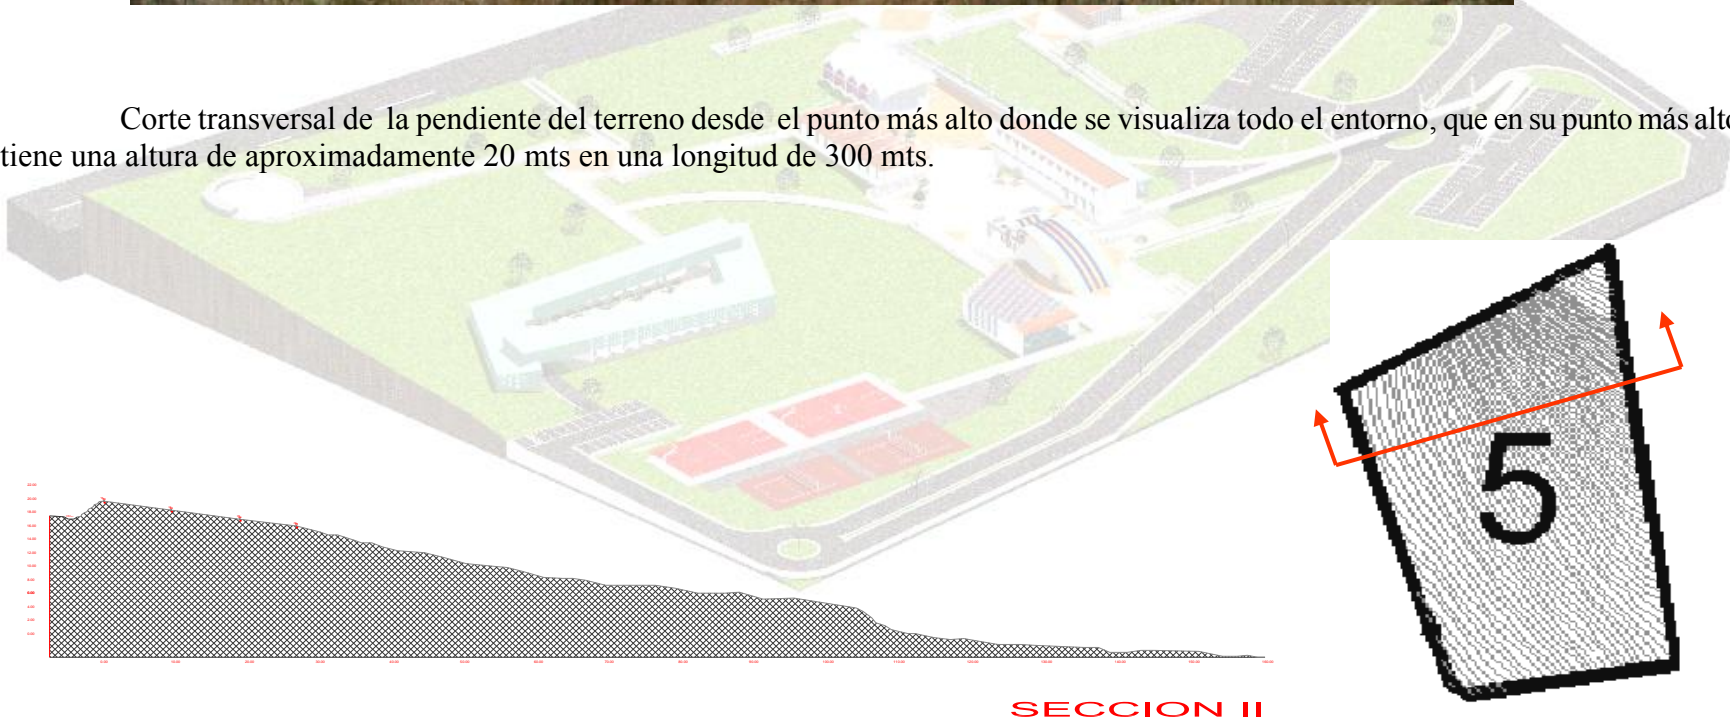 Corte transversal de la pendiente del terreno desde el punto más alto donde se visualiza todo el entorno, que en su punto más alto
tiene una altura de aproximadamente 20 mts en una longitud de 300 mts.
5
SECCION II